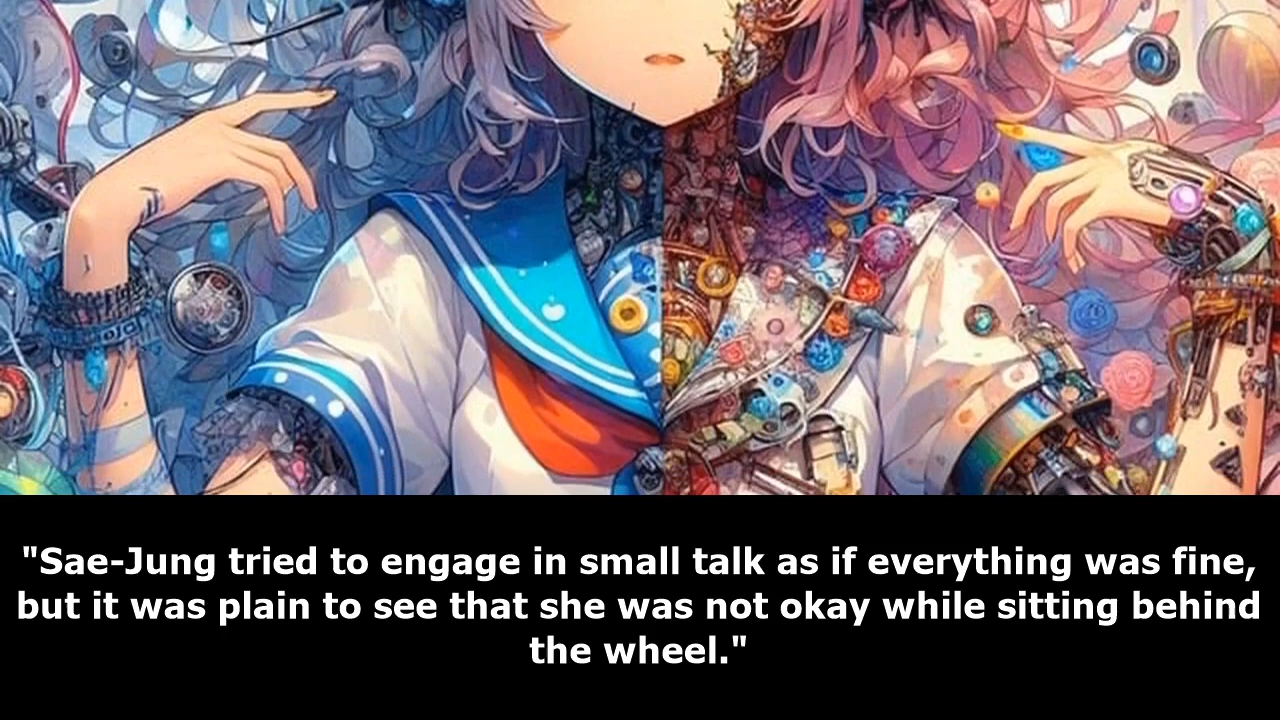 "Sae-Jung tried to engage in small talk as if everything was fine,
but it was plain to see that she was not okay while sitting behind
the wheel."